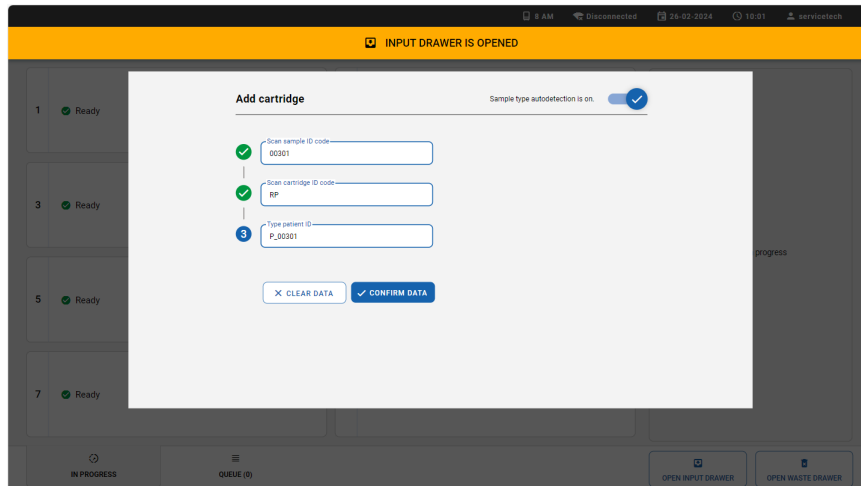 8 AM Disconnected 26-02-2024 10:01 servicetech
INPUT DRAWER IS OPENED
Add cartridge
Sample type autodetection is on.
1 Ready
Scan sample ID code
00301
Scan cartridge ID code
RP
3 Ready
Type patient ID
3 P_00301
progress
CLEAR DATA CONFIRM DATA
5 Ready
7 Ready
IN PROGRESS
QUEUE (0)
OPEN INPUT DRAWER
OPEN WASTE DRAWER